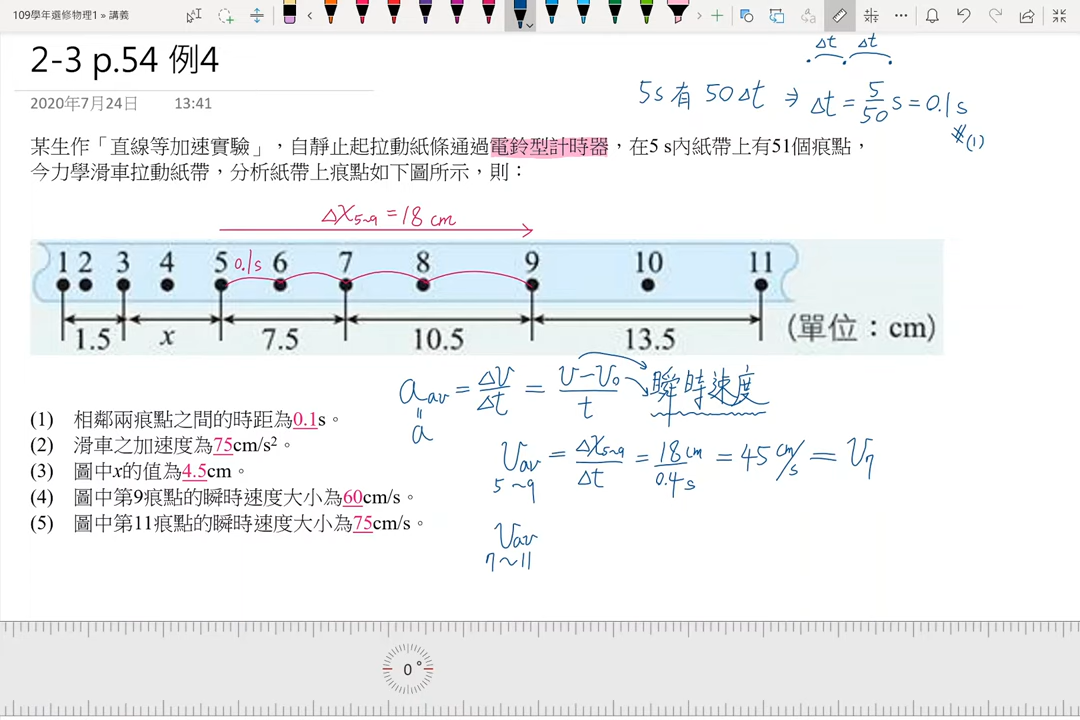 109學年選修物理1 » 講義
2-3 p.54 例4
2020年7月24日 13:41
Δt Δt
5s有 50Δt ⇒ Δt = 5/50 s = 0.1s
※(1)
某生作「直線等加速實驗」，自靜止起拉動紙條通過電鈴型計時器，在5 s內紙帶上有51個痕點，
今力學滑車拉動紙帶，分析紙帶上痕點如下圖所示，則：
ΔX5~9 = 18 cm
1 2 3 4 5 0.1s 6 7 8 9 10 11
1.5 x 7.5 10.5 13.5 (單位：cm)
aav = ΔV/Δt = V-V0/t 瞬時速度
"
a
(1) 相鄰兩痕點之間的時距為0.1s。
(2) 滑車之加速度為75cm/s²。
(3) 圖中x的值為4.5cm。
(4) 圖中第9痕點的瞬時速度大小為60cm/s。
(5) 圖中第11痕點的瞬時速度大小為75cm/s。
Vav 5~9 = ΔX5~9/Δt = 18cm/0.4s = 45 cm/s = V7
Vav 7~11
0°